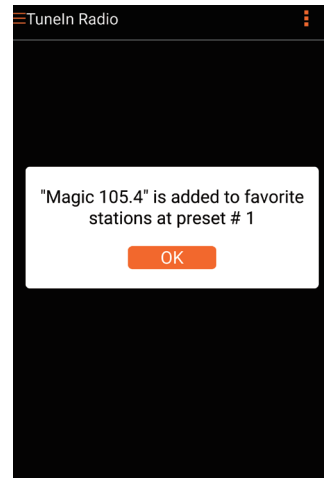 TuneIn Radio
"Magic 105.4" is added to favorite
stations at preset # 1
OK